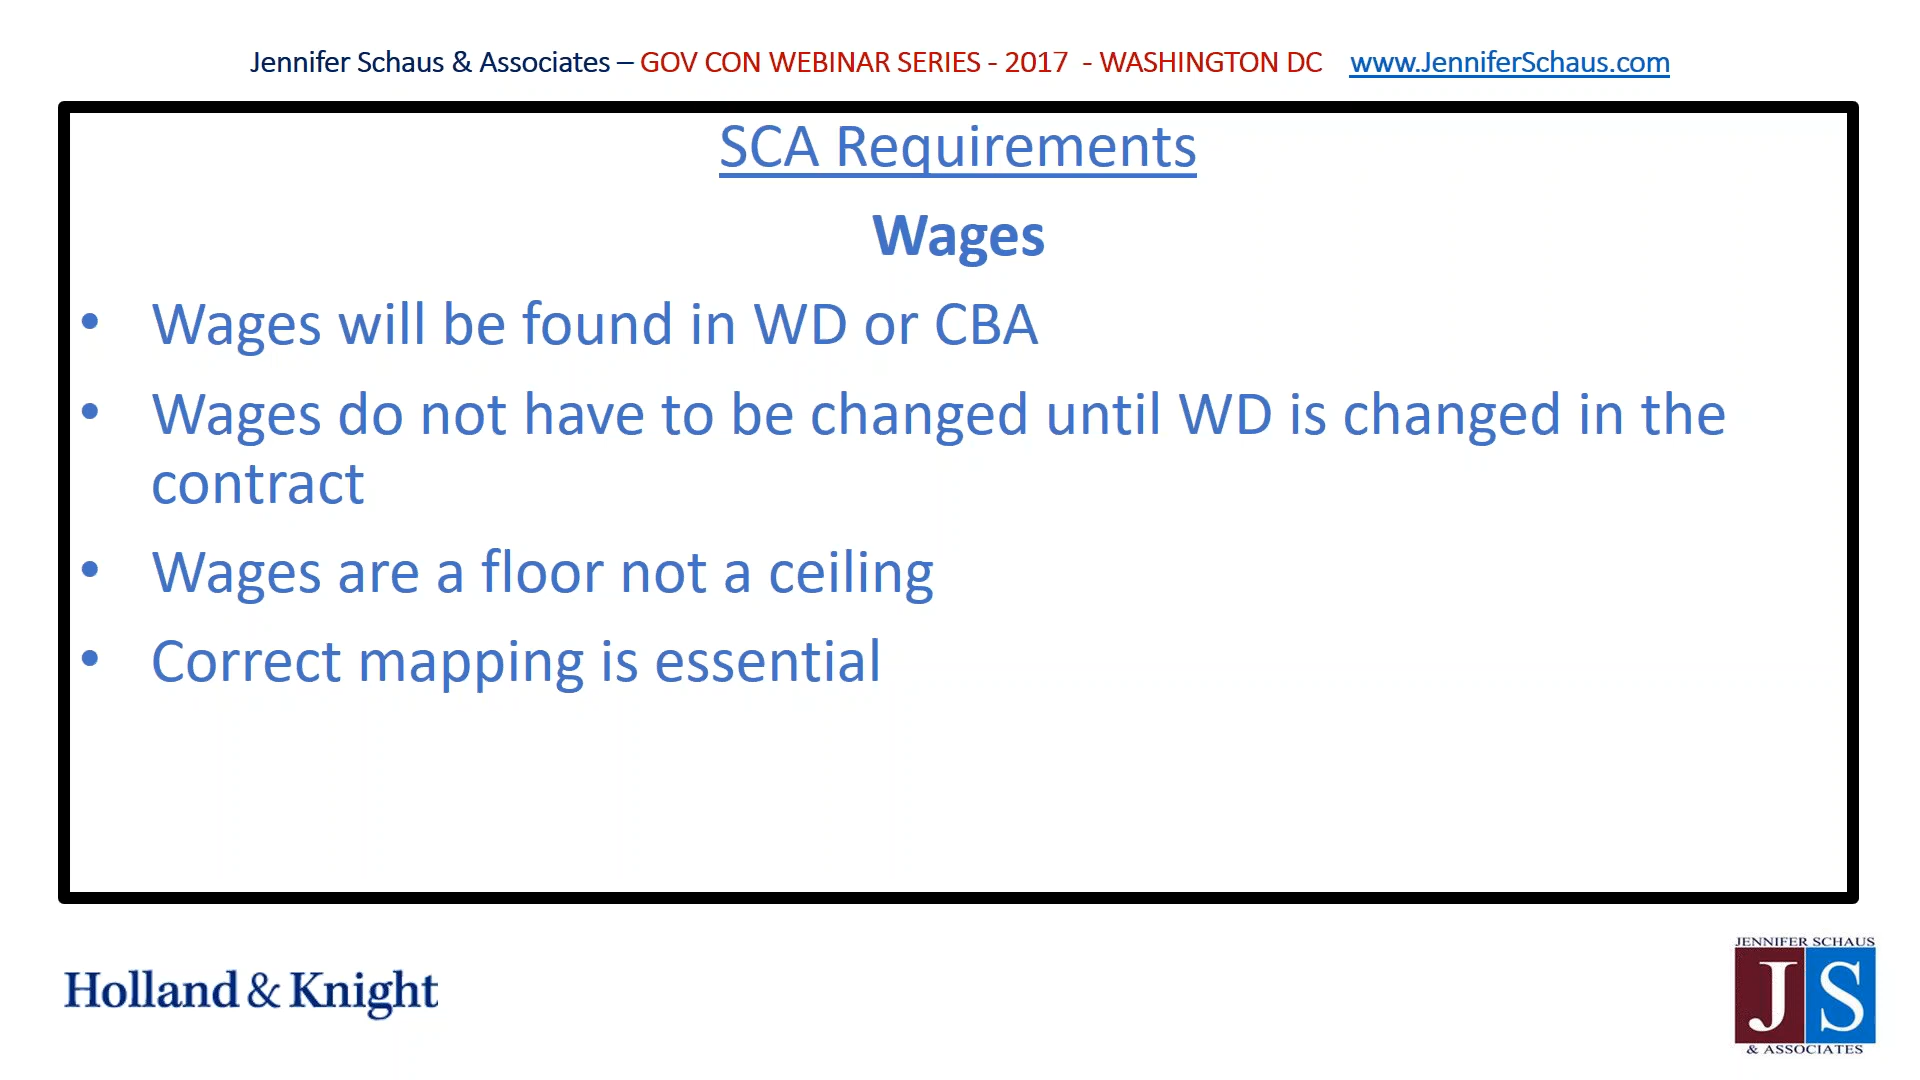 Jennifer Schaus & Associates – GOV CON WEBINAR SERIES - 2017 - WASHINGTON DC www.JenniferSchaus.com
SCA Requirements
Wages
• Wages will be found in WD or CBA
• Wages do not have to be changed until WD is changed in the
contract
• Wages are a floor not a ceiling
• Correct mapping is essential
Holland & Knight
JENNIFER SCHAUS
JS
& ASSOCIATES